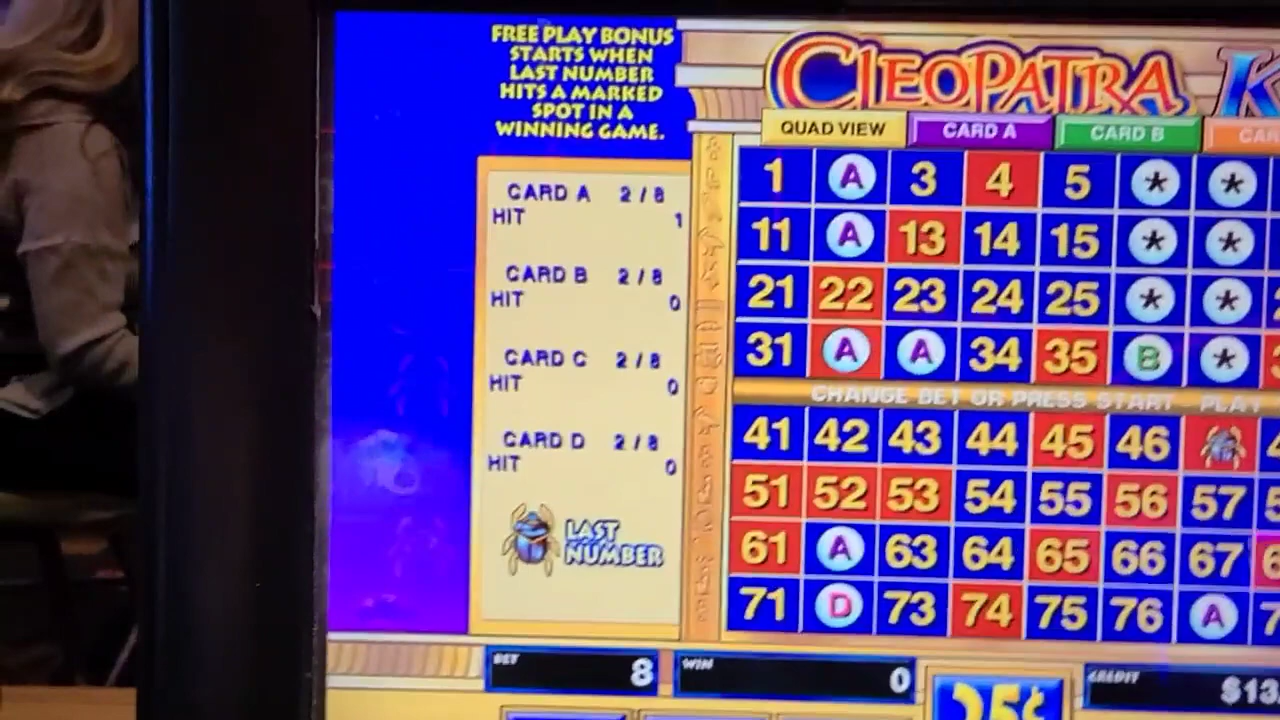 FREE PLAY BONUS
STARTS WHEN
LAST NUMBER
HITS A MARKED
SPOT IN A
WINNING GAME.
CLEOPATRA K
QUAD VIEW CARD A CARD B CAR
CARD A 2/8
HIT 1
CARD B 2/8
HIT 0
CARD C 2/8
HIT 0
CARD D 2/8
HIT 0
LAST
NUMBER
1 A 3 4 5 * *
11 A 13 14 15 * *
21 22 23 24 25 * *
31 A A 34 35 B *
CHANGE BET OR PRESS START PLAY
41 42 43 44 45 46
51 52 53 54 55 56 57
61 A 63 64 65 66 67
71 D 73 74 75 76 A
BET 8 WIN 0 25¢ CREDIT $13